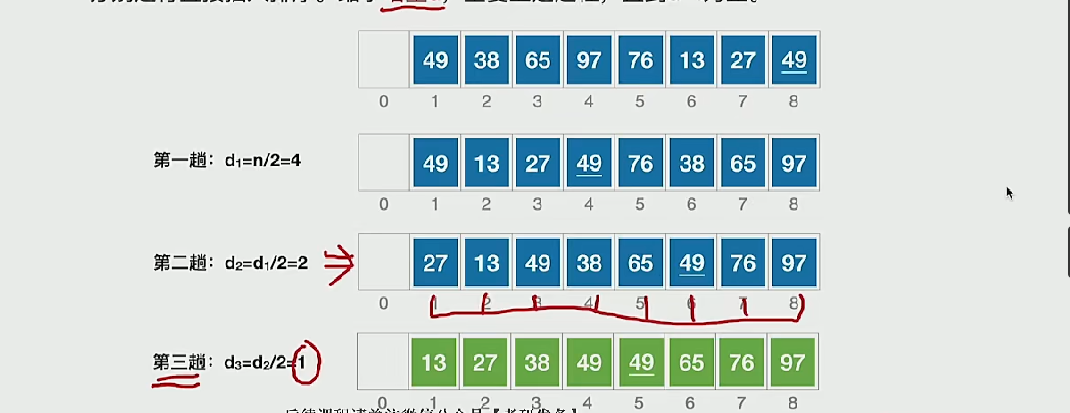 49 38 65 97 76 13 27 49
0 1 2 3 4 5 6 7 8
第一趟：d₁=n/2=4
49 13 27 49 76 38 65 97
0 1 2 3 4 5 6 7 8
第二趟：d₂=d₁/2=2
27 13 49 38 65 49 76 97
0 1 2 3 4 5 6 7 8
第三趟：d₃=d₂/2=1
13 27 38 49 49 65 76 97
0 1 2 3 4 5 6 7 8